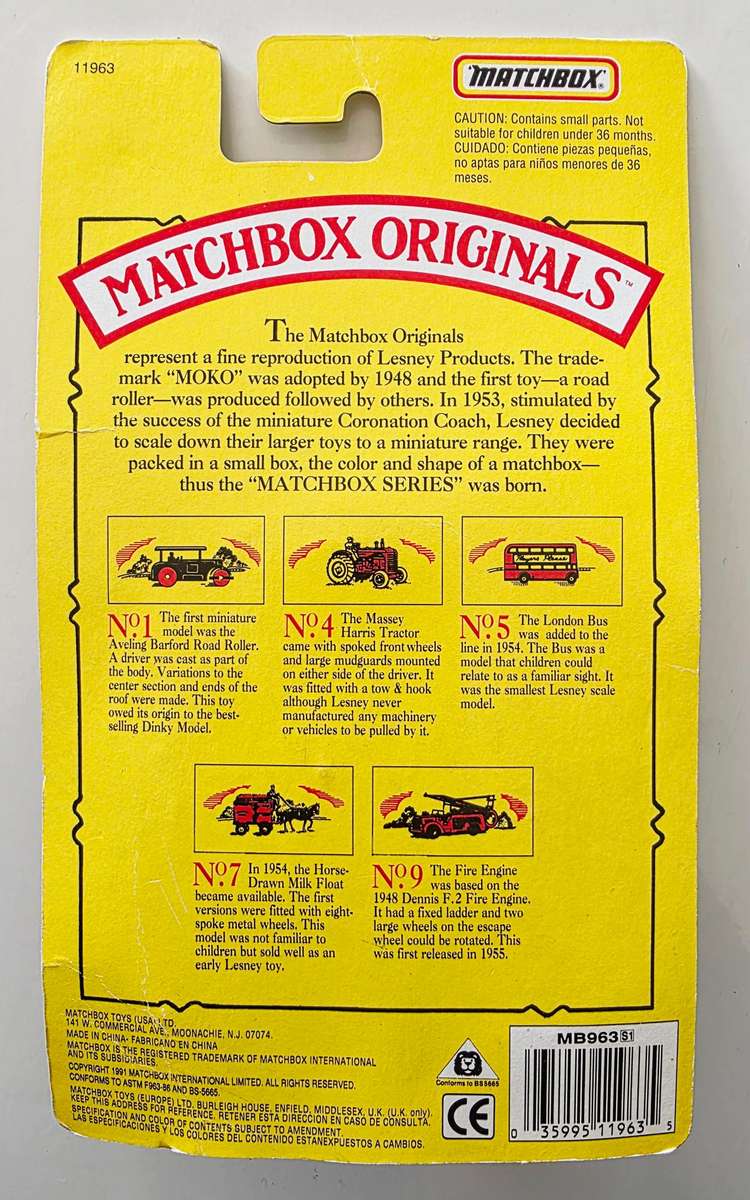 11963
"MATCHBOX"®
CAUTION: Contains small parts. Not
suitable for children under 36 months.
CUIDADO: Contiene piezas pequeñas,
no aptas para niños menores de 36
meses.
MATCHBOX ORIGINALS™
The Matchbox Originals
represent a fine reproduction of Lesney Products. The trade-
mark “MOKO” was adopted by 1948 and the first toy—a road
roller—was produced followed by others. In 1953, stimulated by
the success of the miniature Coronation Coach, Lesney decided
to scale down their larger toys to a miniature range. They were
packed in a small box, the color and shape of a matchbox—
thus the “MATCHBOX SERIES” was born.
Players Please
No.1 The first miniature
model was the
Aveling Barford Road Roller.
A driver was cast as part of
the body. Variations to the
center section and ends of the
roof were made. This toy
owed its origin to the best-
selling Dinky Model.
No.4 The Massey
Harris Tractor
came with spoked front wheels
and large mudguards mounted
on either side of the driver. It
was fitted with a tow & hook
although Lesney never
manufactured any machinery
or vehicles to be pulled by it.
No.5 The London Bus
was added to the
line in 1954. The Bus was a
model that children could
relate to as a familiar sight. It
was the smallest Lesney scale
model.
No.7 In 1954, the Horse-
Drawn Milk Float
became available. The first
versions were fitted with eight-
spoke metal wheels. This
model was not familiar to
children but sold well as an
early Lesney toy.
No.9 The Fire Engine
was based on the
1948 Dennis F.2 Fire Engine.
It had a fixed ladder and two
large wheels on the escape
wheel could be rotated. This
was first released in 1955.
MATCHBOX TOYS (USA) LTD.
141 W. COMMERCIAL AVE., MOONACHIE, N.J. 07074.
MADE IN CHINA- FABRICANO EN CHINA
MATCHBOX IS THE REGISTERED TRADEMARK OF MATCHBOX INTERNATIONAL
AND ITS SUBSIDIARIES.
COPYRIGHT 1991 MATCHBOX INTERNATIONAL LIMITED. ALL RIGHTS RESERVED.
CONFORMS TO ASTM F963-86 AND BS-5665.
MATCHBOX TOYS (EUROPE) LTD. BURLEIGH HOUSE, ENFIELD, MIDDLESEX, U.K. (U.K. only).
KEEP THIS ADDRESS FOR REFERENCE. RETENER ESTA DIRECCION EN CASO DE CONSULTA.
SPECIFICATION AND COLOR OF CONTENTS SUBJECT TO AMENDMENT.
LAS ESPECIFICACIONES Y LOS COLORES DEL CONTENIDO ESTANEXPUESTOS A CAMBIOS.
Conforms to BS 5665
CE
MB963 S1
0 35995 11963 5